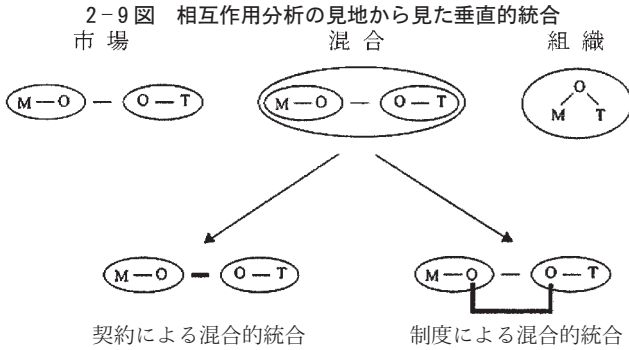 2-9図 相互作用分析の見地から見た垂直的統合
市場 混合 組織
M — O — O — T M — O — O — T O
M T
M — O — O — T M — O — O — T
契約による混合的統合 制度による混合的統合